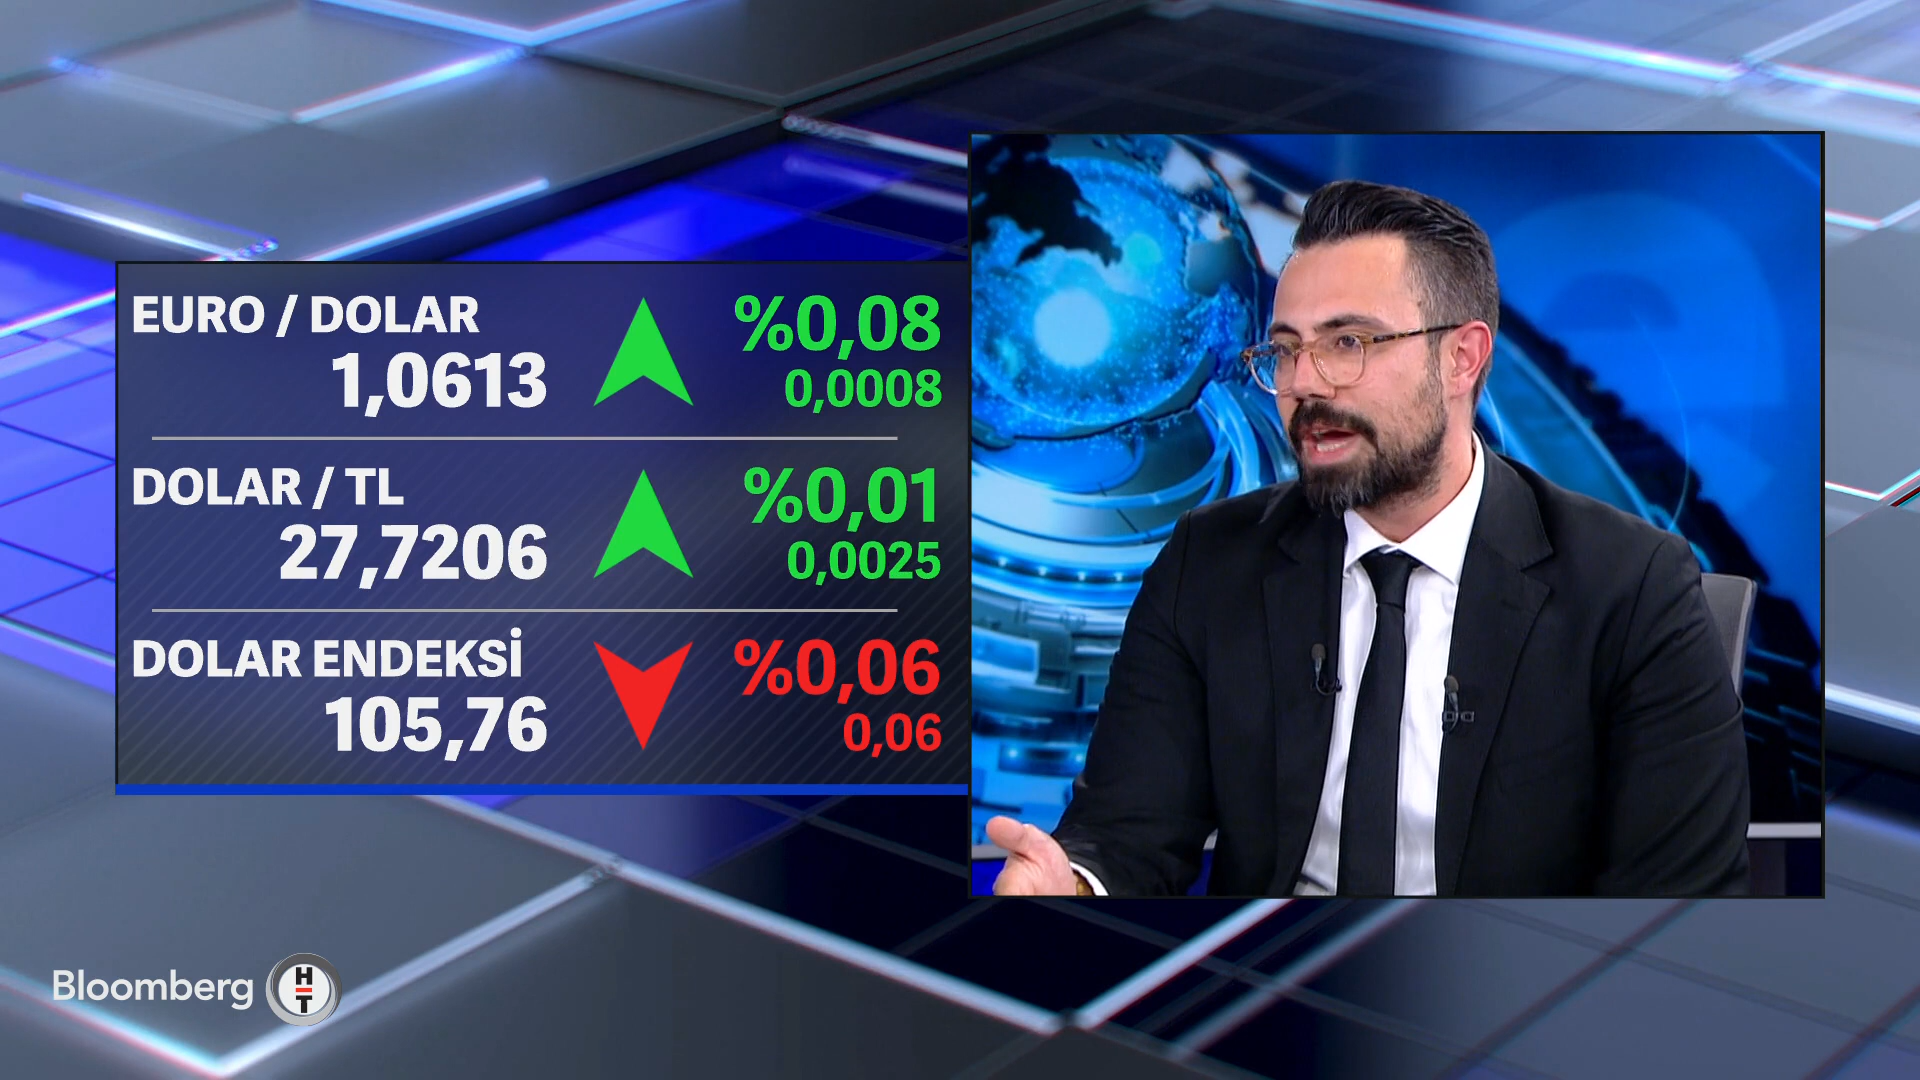 EURO / DOLAR
1,0613
%0,08
0,0008
DOLAR / TL
27,7206
%0,01
0,0025
DOLAR ENDEKSİ
105,76
%0,06
0,06
Bloomberg HT